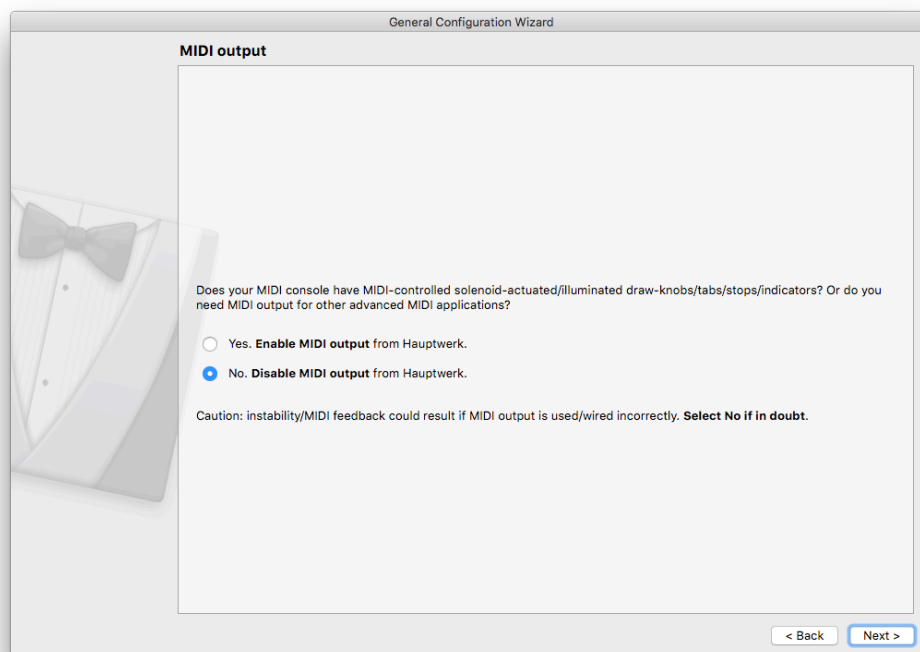 General Configuration Wizard
MIDI output
Does your MIDI console have MIDI-controlled solenoid-actuated/illuminated draw-knobs/tabs/stops/indicators? Or do you
need MIDI output for other advanced MIDI applications?
Yes. Enable MIDI output from Hauptwerk.
No. Disable MIDI output from Hauptwerk.
Caution: instability/MIDI feedback could result if MIDI output is used/wired incorrectly. Select No if in doubt.
< Back Next >